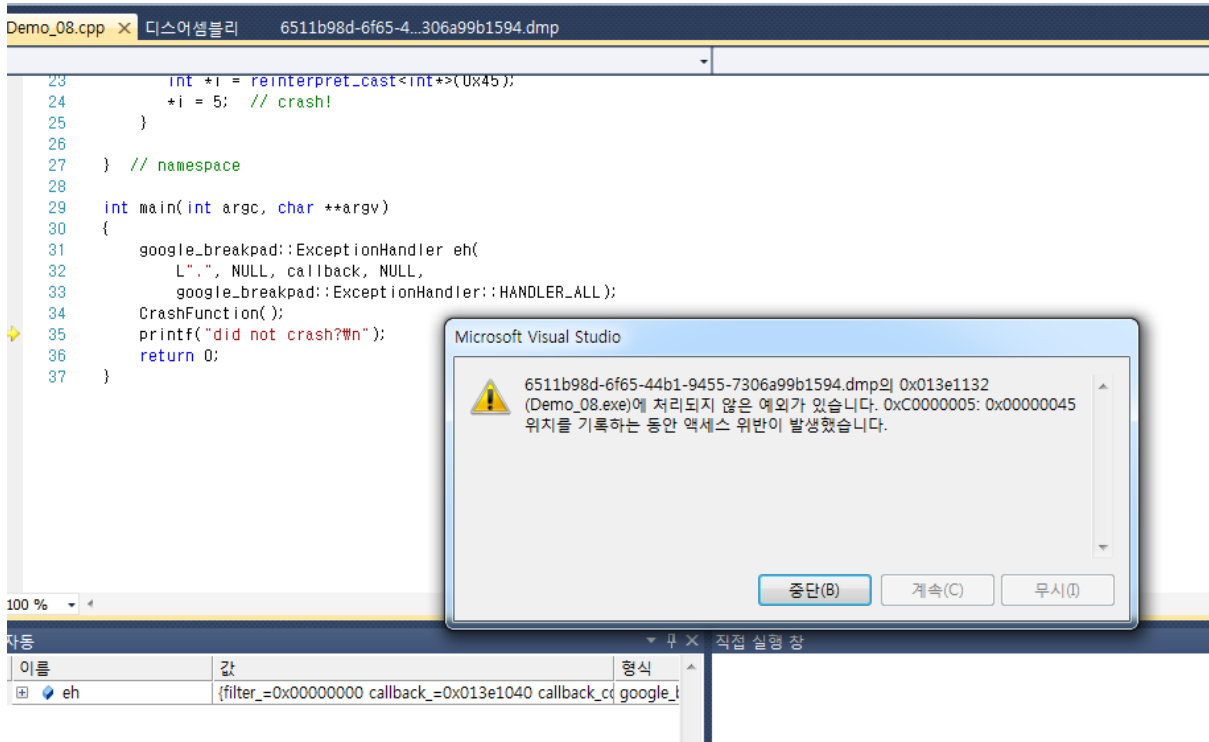 Demo_08.cpp 디스어셈블리 6511b98d-6f65-4...306a99b1594.dmp
23 int *i = reinterpret_cast<int*>(0x45);
24 *i = 5; // crash!
25 }
26
27 } // namespace
28
29 int main(int argc, char **argv)
30 {
31 google_breakpad::ExceptionHandler eh(
32 L".", NULL, callback, NULL,
33 google_breakpad::ExceptionHandler::HANDLER_ALL);
34 CrashFunction();
35 printf("did not crash?₩n");
36 return 0;
37 }
Microsoft Visual Studio
6511b98d-6f65-44b1-9455-7306a99b1594.dmp의 0x013e1132
(Demo_08.exe)에 처리되지 않은 예외가 있습니다. 0xC0000005: 0x00000045
위치를 기록하는 동안 액세스 위반이 발생했습니다.
중단(B) 계속(C) 무시(I)
100 %
자동 직접 실행 창
이름 값 형식
eh {filter_=0x00000000 callback_=0x013e1040 callback_co google_b